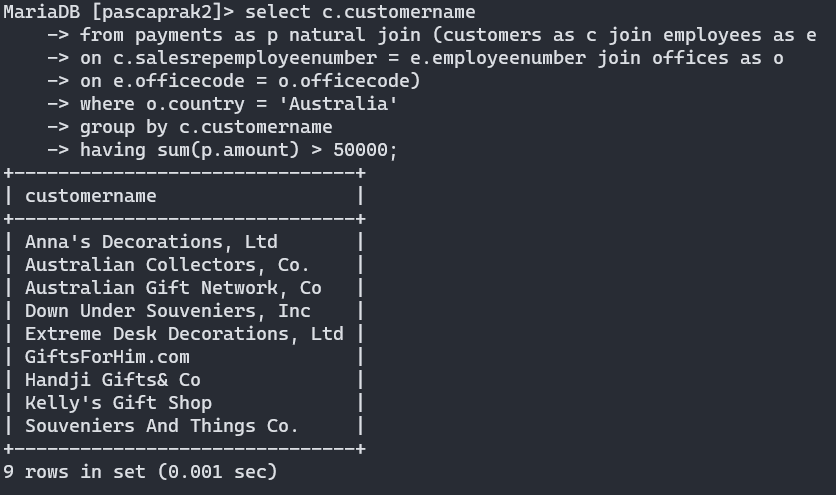 MariaDB [pascaprak2]> select c.customername
    -> from payments as p natural join (customers as c join employees as e
    -> on c.salesrepemployeenumber = e.employeenumber join offices as o
    -> on e.officecode = o.officecode)
    -> where o.country = 'Australia'
    -> group by c.customername
    -> having sum(p.amount) > 50000;
+------------------------------+
| customername                 |
+------------------------------+
| Anna's Decorations, Ltd      |
| Australian Collectors, Co.   |
| Australian Gift Network, Co  |
| Down Under Souveniers, Inc   |
| Extreme Desk Decorations, Ltd |
| GiftsForHim.com              |
| Handji Gifts& Co             |
| Kelly's Gift Shop            |
| Souveniers And Things Co.    |
+------------------------------+
9 rows in set (0.001 sec)